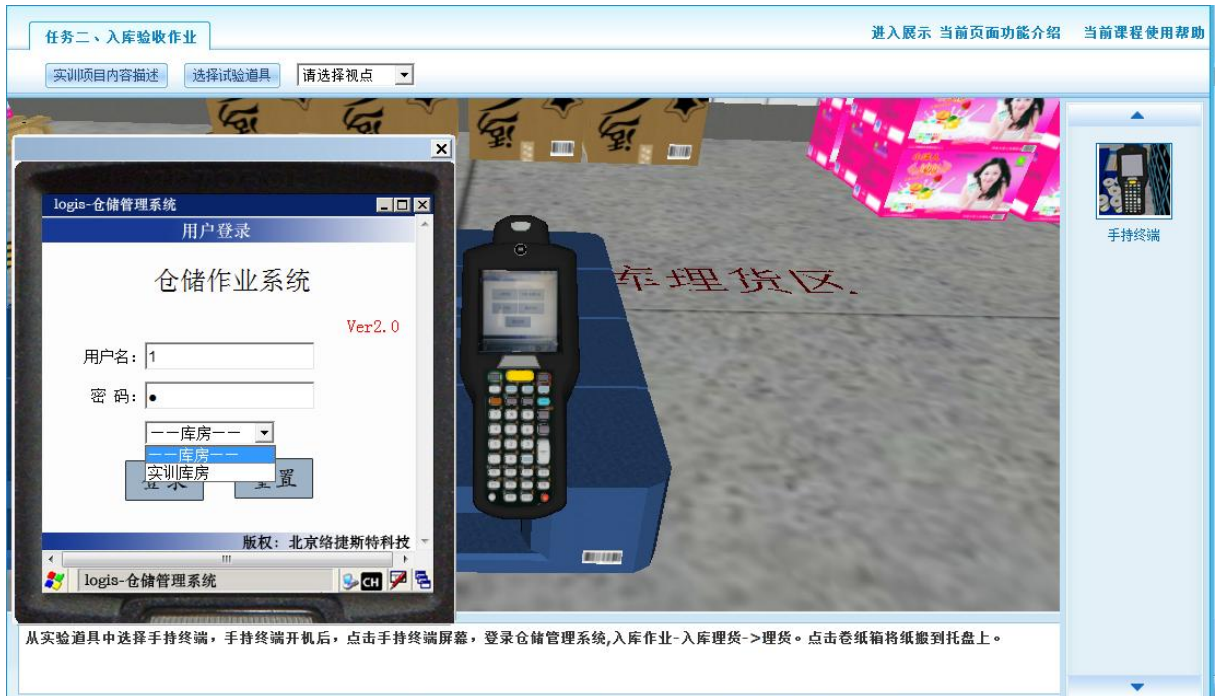 任务二、入库验收作业
进入展示 当前页面功能介绍 当前课程使用帮助
实训项目内容描述 选择试验道具 请选择视点
logis-仓储管理系统
用户登录
仓储作业系统
Ver2.0
用户名: 1
密 码: ●
——库房——
——库房——
实训库房
登录 重置
版权: 北京络捷斯特科技
logis-仓储管理系统 CH
库理货区
手持终端
从实验道具中选择手持终端，手持终端开机后，点击手持终端屏幕，登录仓储管理系统,入库作业-入库理货->理货。点击卷纸箱将纸搬到托盘上。